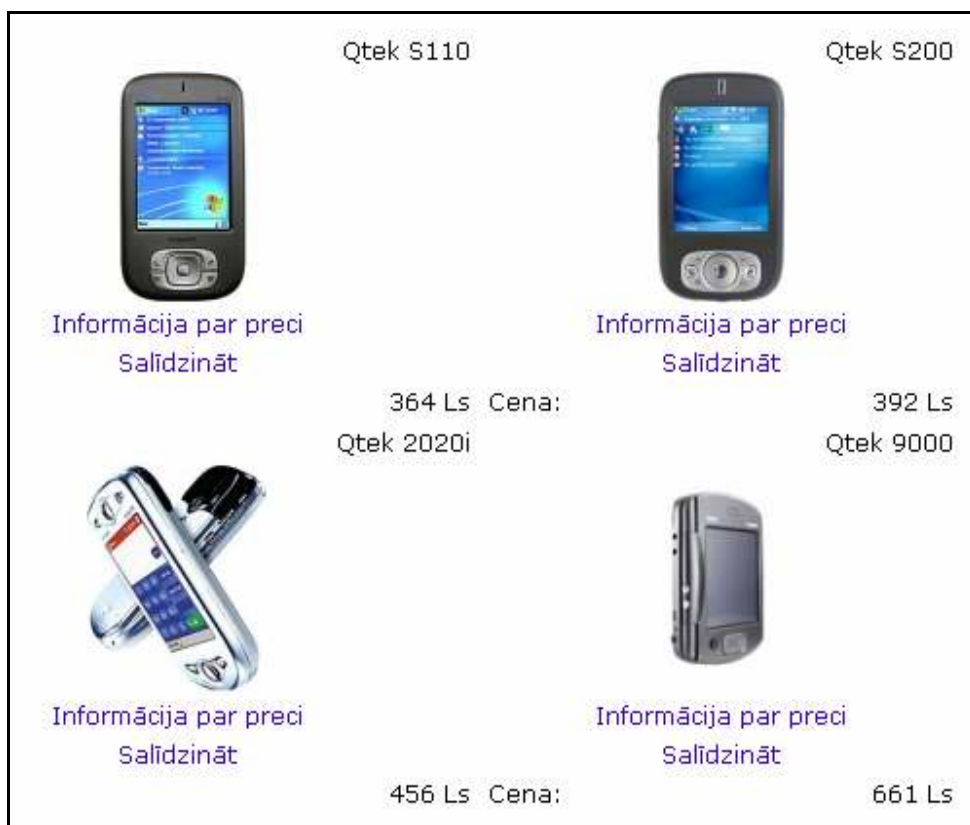 Qtek S110 Qtek S200
Informācija par preci Informācija par preci
Salīdzināt Salīdzināt
364 Ls Cena: 392 Ls
Qtek 2020i Qtek 9000
Informācija par preci Informācija par preci
Salīdzināt Salīdzināt
456 Ls Cena: 661 Ls